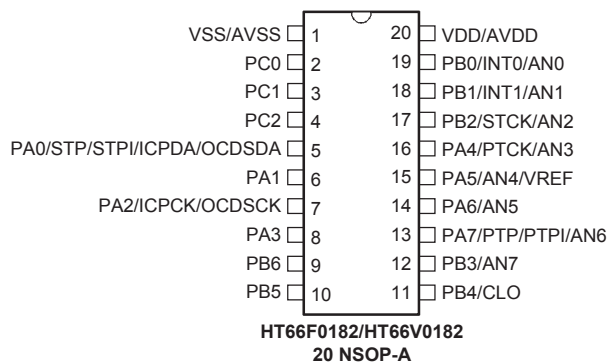 VSS/AVSS 1 20 VDD/AVDD
PC0 2 19 PB0/INT0/AN0
PC1 3 18 PB1/INT1/AN1
PC2 4 17 PB2/STCK/AN2
PA0/STP/STPI/ICPDA/OCDSDA 5 16 PA4/PTCK/AN3
PA1 6 15 PA5/AN4/VREF
PA2/ICPCK/OCDSCK 7 14 PA6/AN5
PA3 8 13 PA7/PTP/PTPI/AN6
PB6 9 12 PB3/AN7
PB5 10 11 PB4/CLO
HT66F0182/HT66V0182
20 NSOP-A